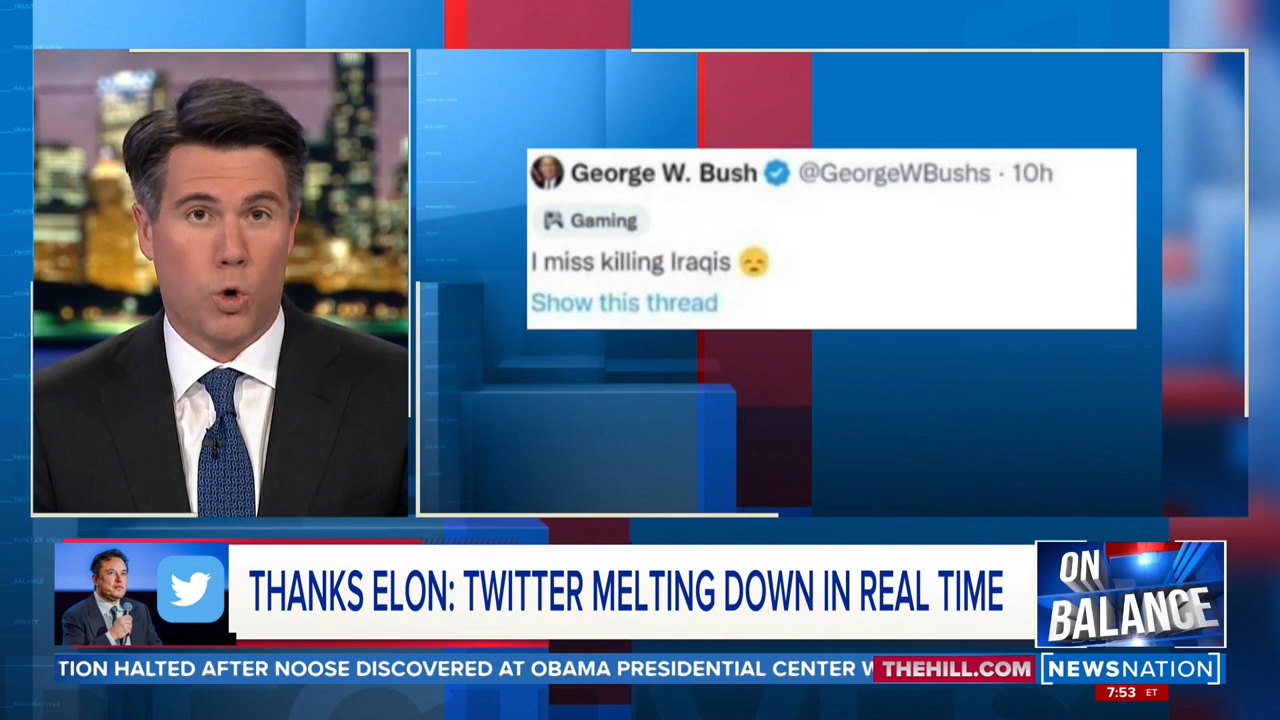 George W. Bush @GeorgeWBushs · 10h
Gaming
I miss killing Iraqis 😞
Show this thread
THANKS ELON: TWITTER MELTING DOWN IN REAL TIME
ON
BALANCE
TION HALTED AFTER NOOSE DISCOVERED AT OBAMA PRESIDENTIAL CENTER W
THEHILL.COM
NEWSNATION
7:53 ET